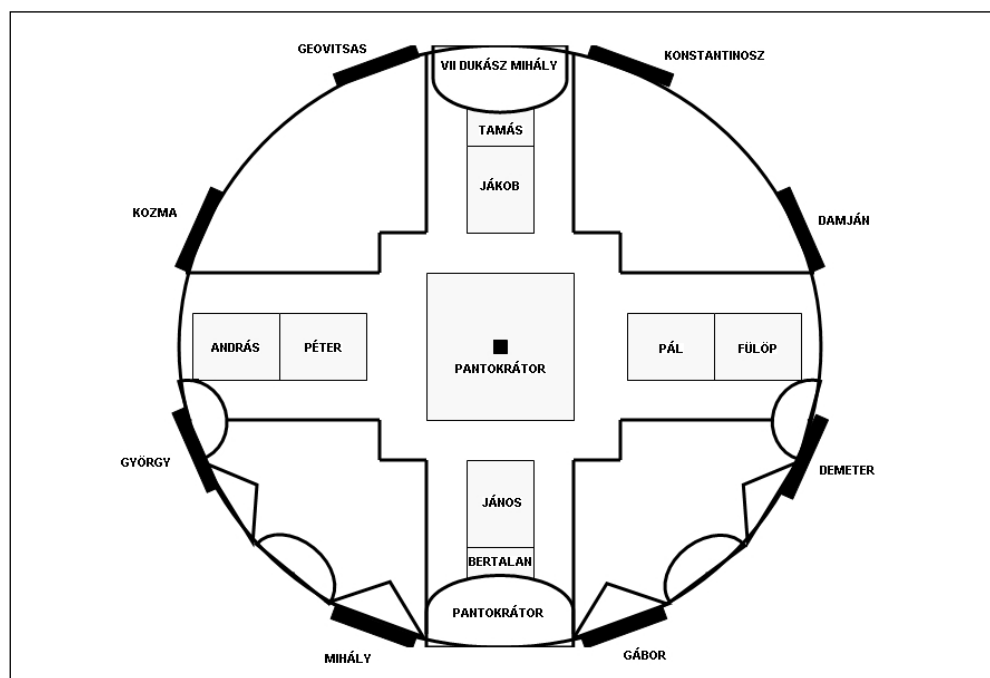 GEOVITSAS
VII DUKÁSZ MIHÁLY
KONSTANTINOSZ
TAMÁS
JÁKOB
KOZMA
DAMJÁN
ANDRÁS
PÉTER
PANTOKRÁTOR
PÁL
FÜLÖP
GYÖRGY
DEMETER
JÁNOS
BERTALAN
PANTOKRÁTOR
MIHÁLY
GÁBOR